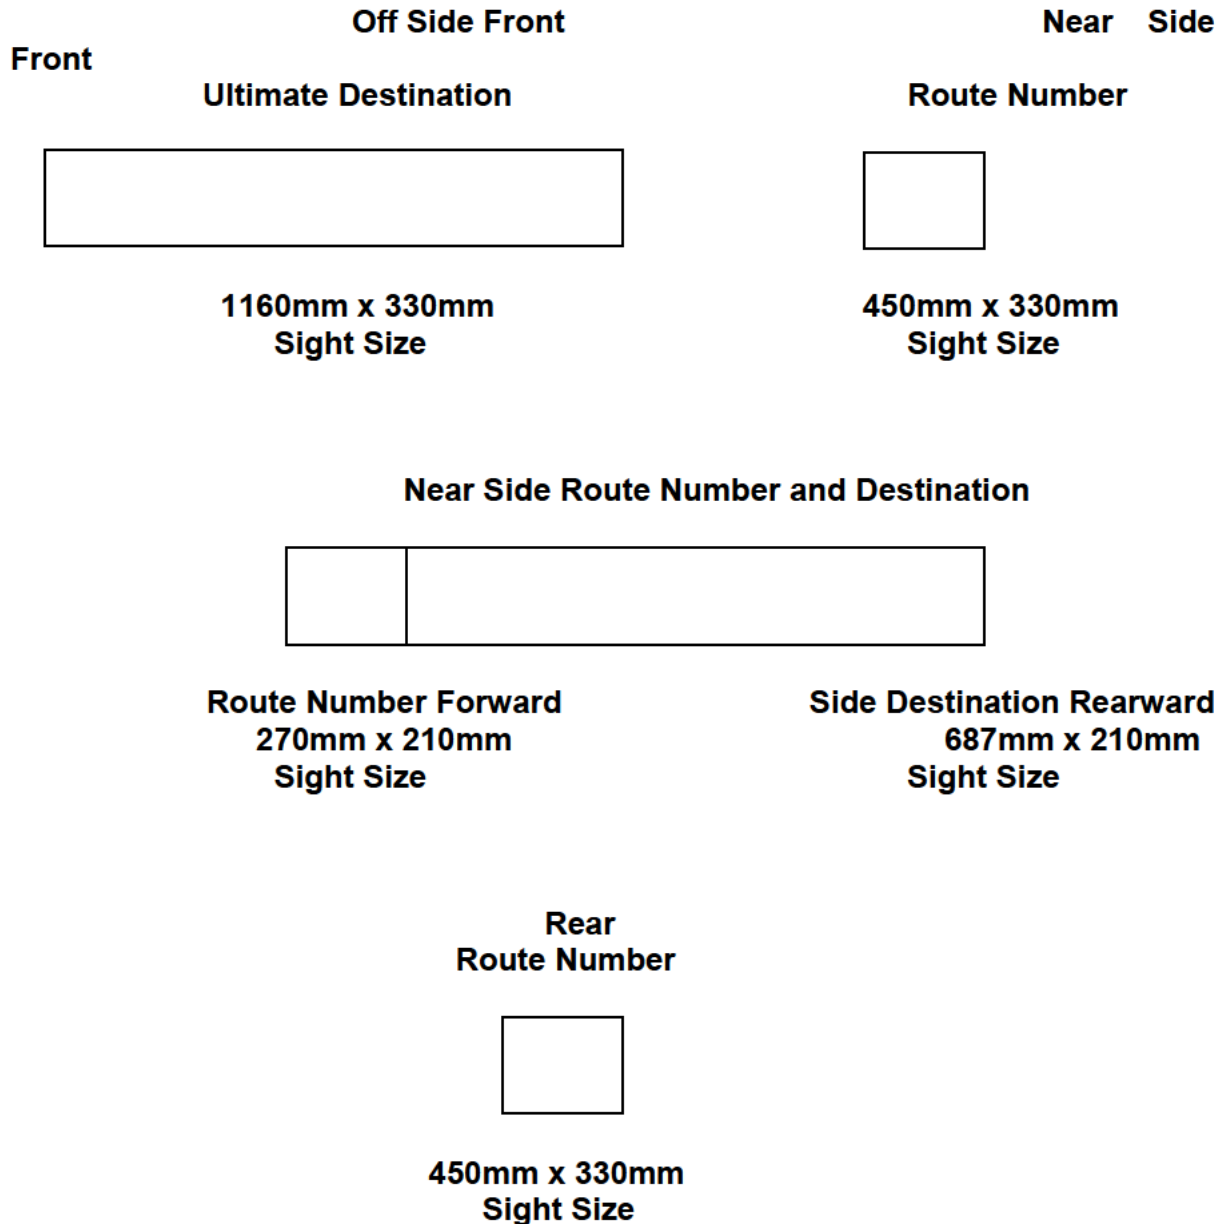 Off Side Front Near Side
Front
Ultimate Destination Route Number
1160mm x 330mm 450mm x 330mm
Sight Size Sight Size
Near Side Route Number and Destination
Route Number Forward Side Destination Rearward
270mm x 210mm 687mm x 210mm
Sight Size Sight Size
Rear
Route Number
450mm x 330mm
Sight Size